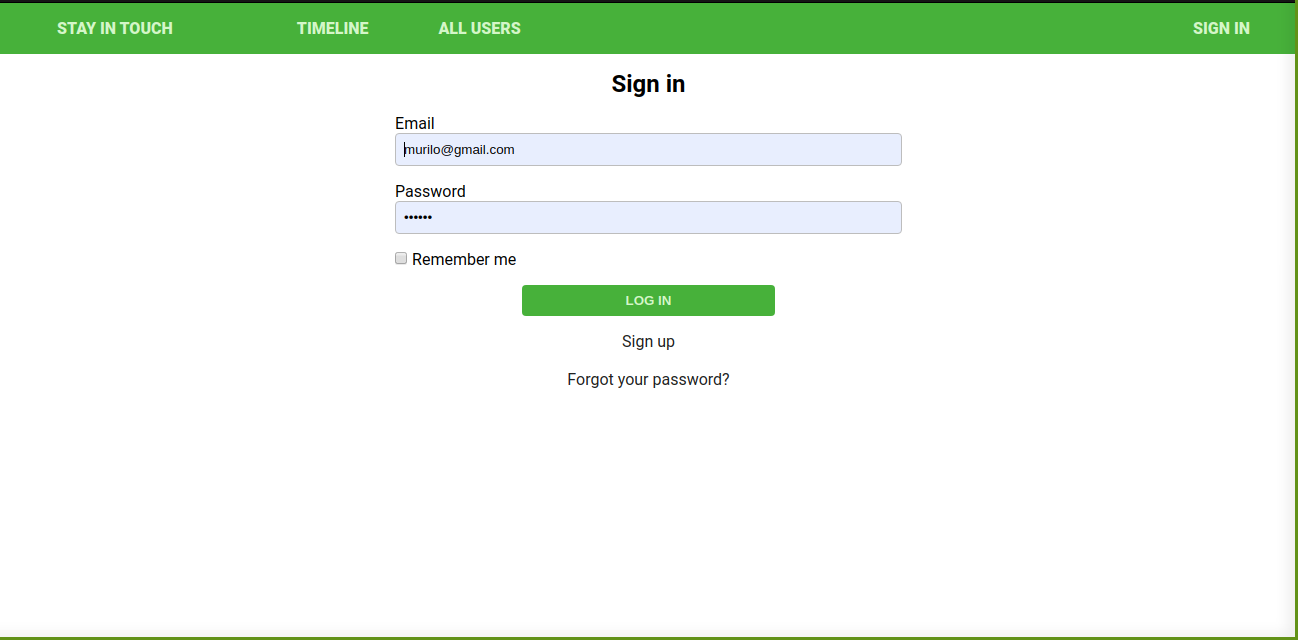 STAY IN TOUCH TIMELINE ALL USERS SIGN IN
Sign in
Email
murilo@gmail.com
Password
••••••
Remember me
LOG IN
Sign up
Forgot your password?